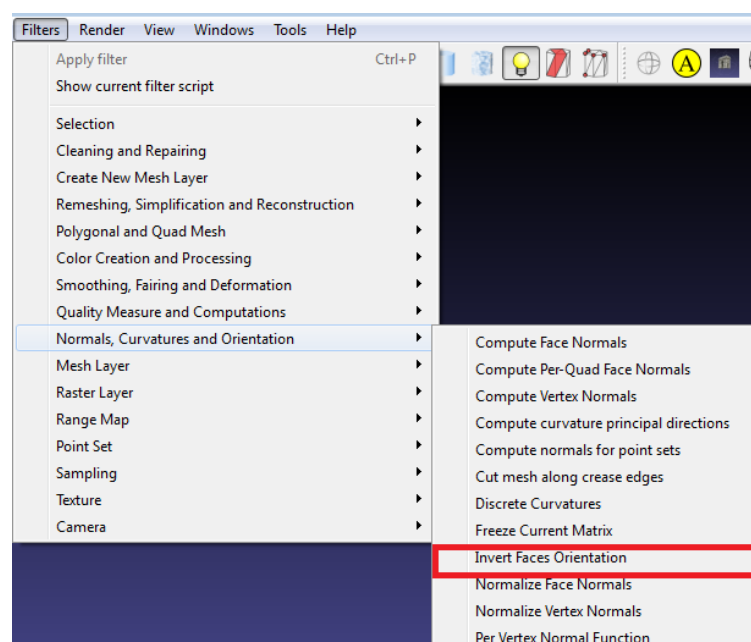 Filters Render View Windows Tools Help
Apply filter Ctrl+P
Show current filter script
Selection
Cleaning and Repairing
Create New Mesh Layer
Remeshing, Simplification and Reconstruction
Polygonal and Quad Mesh
Color Creation and Processing
Smoothing, Fairing and Deformation
Quality Measure and Computations
Normals, Curvatures and Orientation
Mesh Layer
Raster Layer
Range Map
Point Set
Sampling
Texture
Camera
Compute Face Normals
Compute Per-Quad Face Normals
Compute Vertex Normals
Compute curvature principal directions
Compute normals for point sets
Cut mesh along crease edges
Discrete Curvatures
Freeze Current Matrix
Invert Faces Orientation
Normalize Face Normals
Normalize Vertex Normals
Per Vertex Normal Function
A